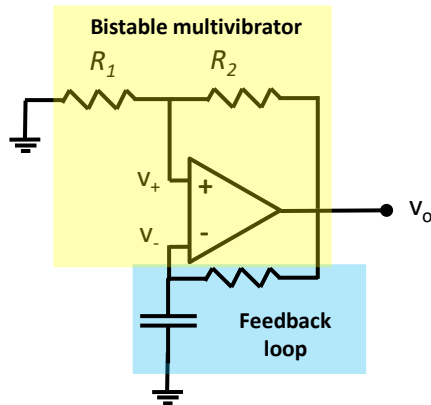 Bistable multivibrator
R1 R2
v+
+
v-
-
vo
Feedback
loop